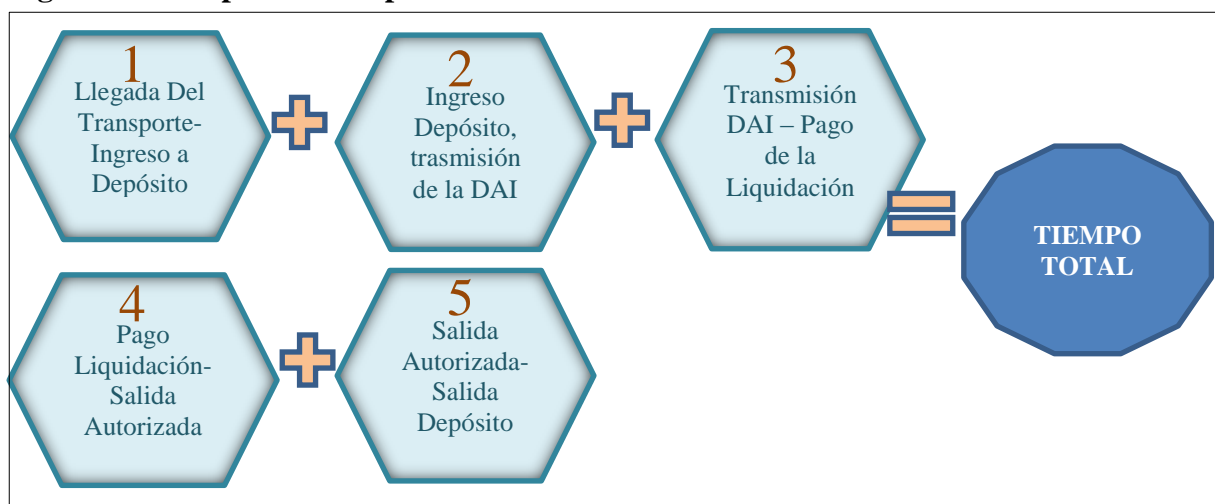 1
Llegada Del
Transporte-
Ingreso a
Depósito
2
Ingreso
Depósito,
trasmisión
de la DAI
3
Transmisión
DAI – Pago
de la
Liquidación
4
Pago
Liquidación-
Salida
Autorizada
5
Salida
Autorizada-
Salida
Depósito
TIEMPO
TOTAL